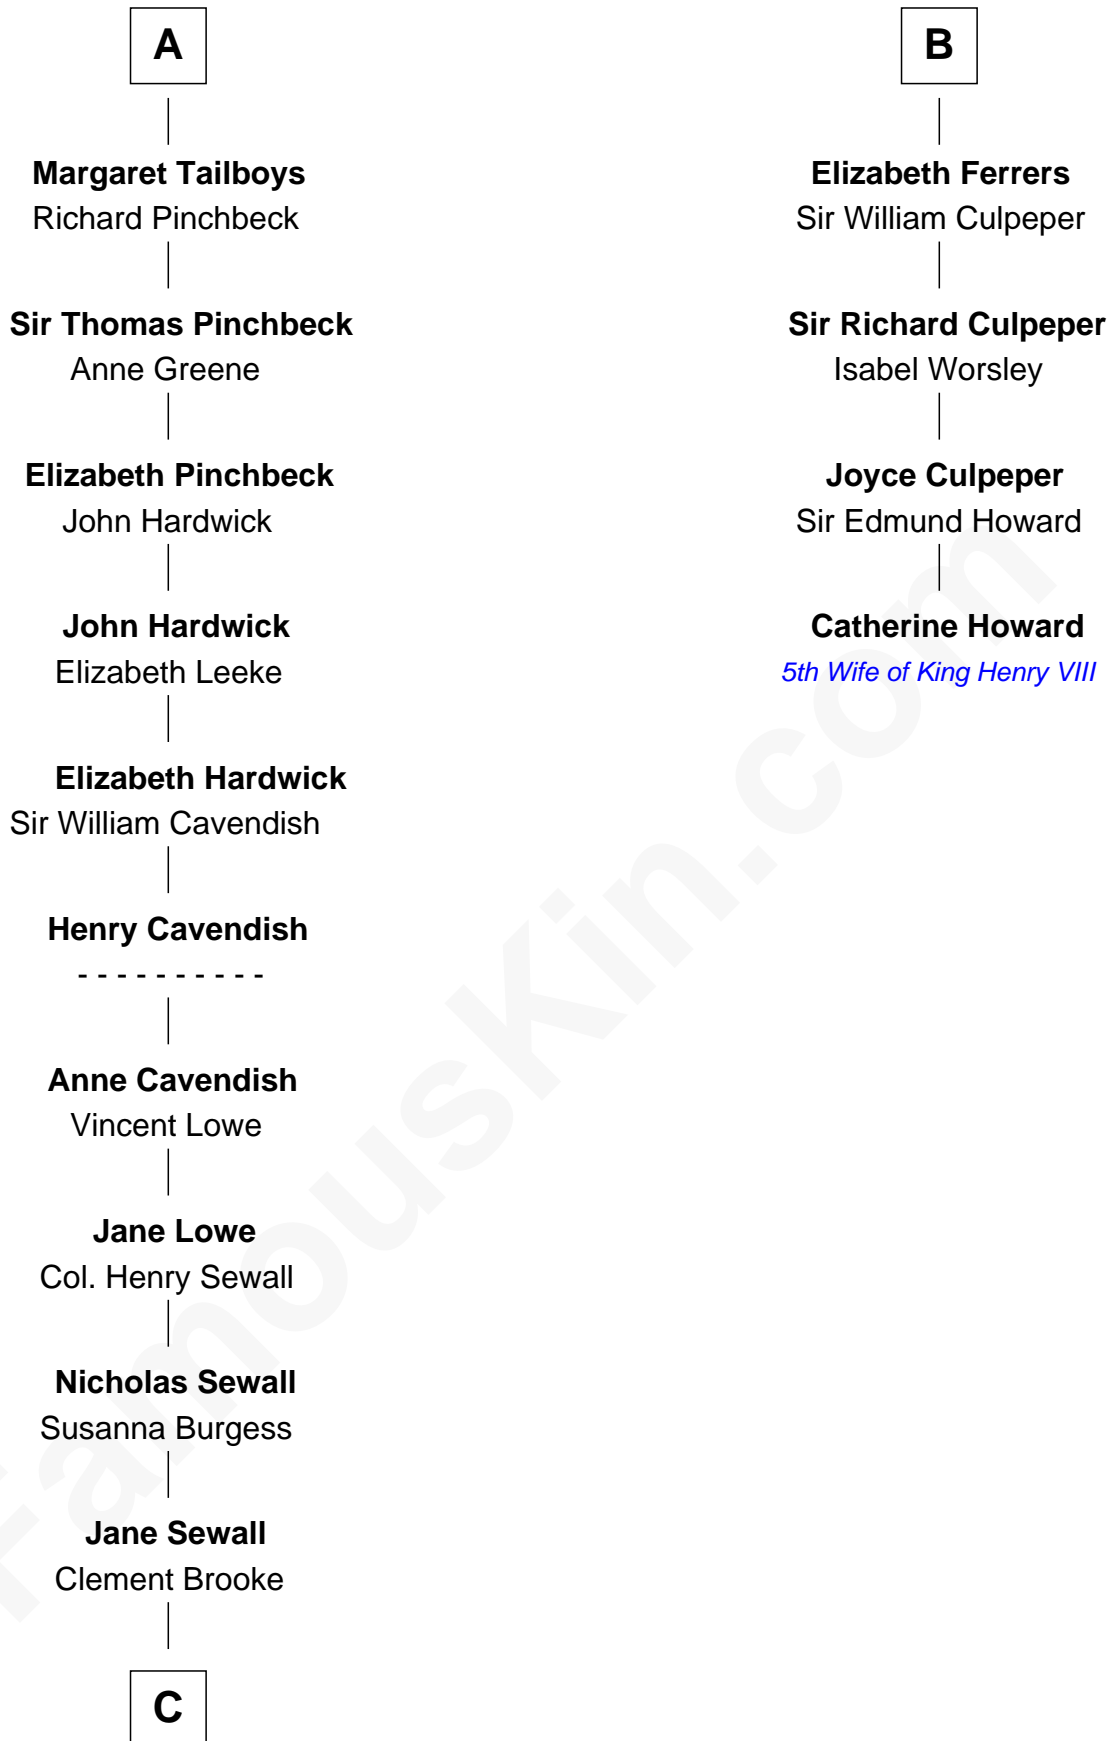 A
Margaret Tailboys
Richard Pinchbeck
Sir Thomas Pinchbeck
Anne Greene
Elizabeth Pinchbeck
John Hardwick
John Hardwick
Elizabeth Leeke
Elizabeth Hardwick
Sir William Cavendish
Henry Cavendish
- - - - - - - - - -
Anne Cavendish
Vincent Lowe
Jane Lowe
Col. Henry Sewall
Nicholas Sewall
Susanna Burgess
Jane Sewall
Clement Brooke
C
B
Elizabeth Ferrers
Sir William Culpeper
Sir Richard Culpeper
Isabel Worsley
Joyce Culpeper
Sir Edmund Howard
Catherine Howard
5th Wife of King Henry VIII
FamousKin.com